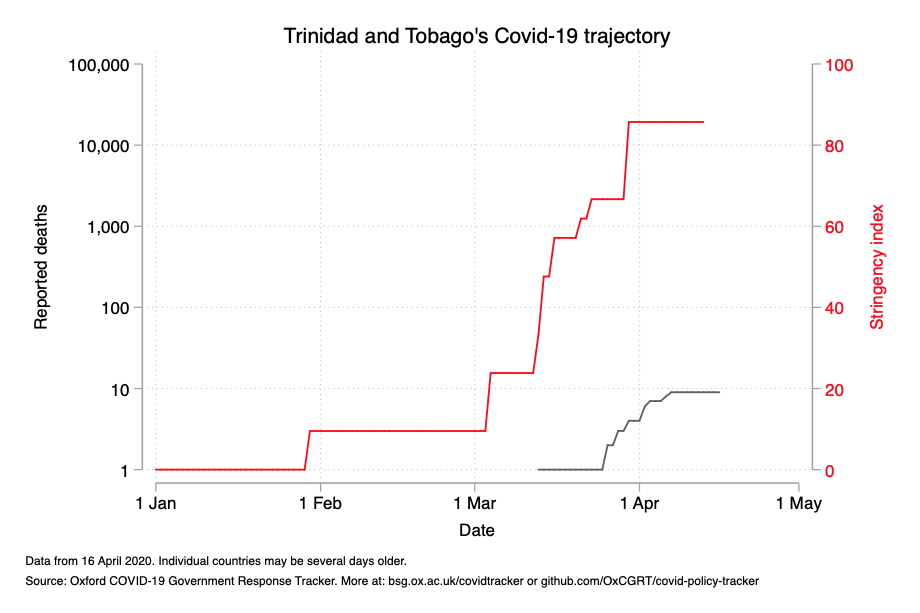 Trinidad and Tobago's Covid-19 trajectory
100,000
10,000
1,000
100
10
1
Reported deaths
100
80
60
40
20
0
Stringency index
1 Jan
1 Feb
1 Mar
1 Apr
1 May
Date
Data from 16 April 2020. Individual countries may be several days older.
Source: Oxford COVID-19 Government Response Tracker. More at: bsg.ox.ac.uk/covidtracker or github.com/OxCGRT/covid-policy-tracker